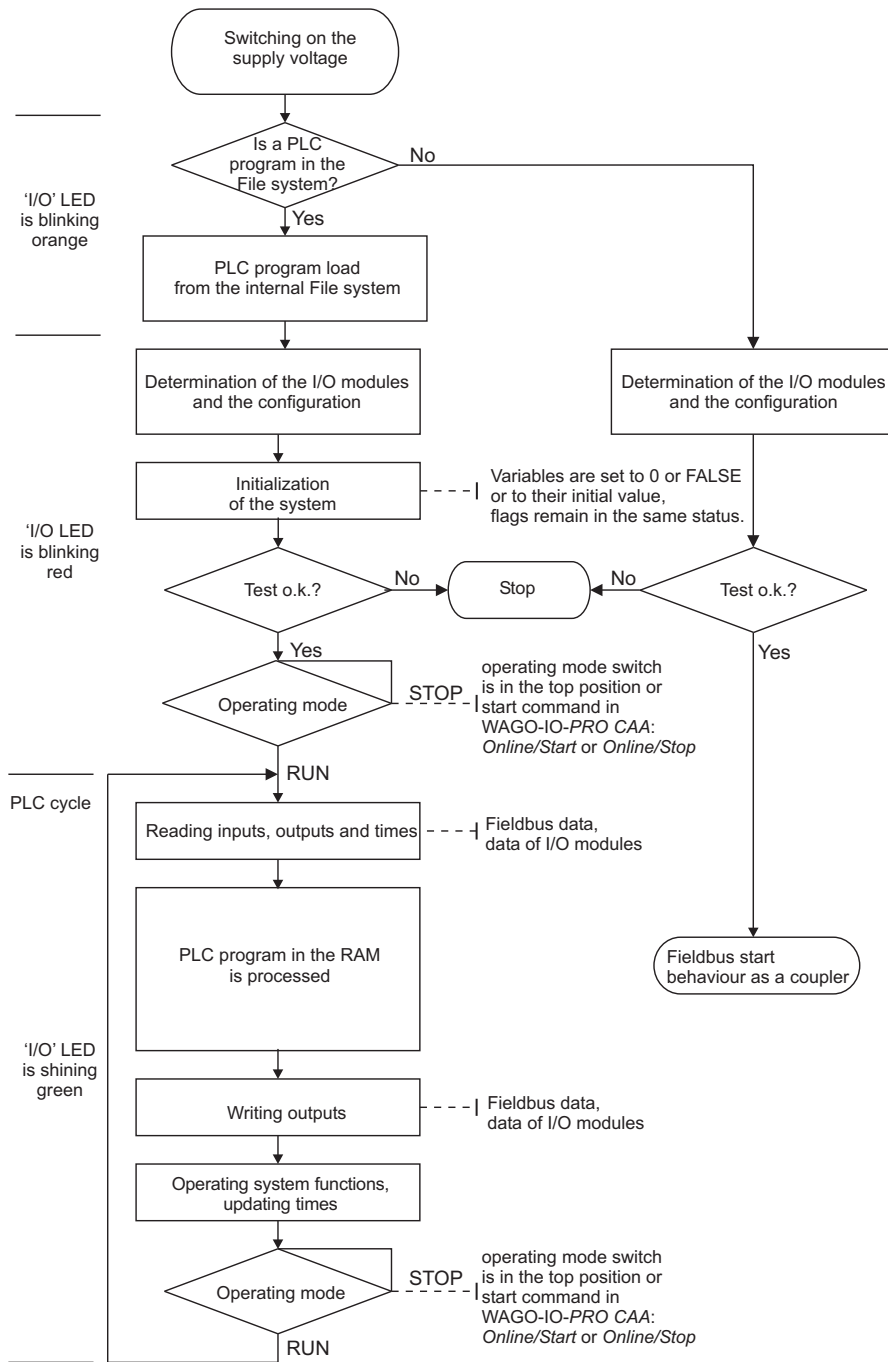 Switching on the
supply voltage
Is a PLC
program in the
File system?
No
'I/O' LED
is blinking
orange
Yes
PLC program load
from the internal File system
Determination of the I/O modules
and the configuration
Determination of the I/O modules
and the configuration
Initialization
of the system
Variables are set to 0 or FALSE
or to their initial value,
flags remain in the same status.
'I/O LED
is blinking
red
Test o.k.?
No
Stop
No
Test o.k.?
Yes
Yes
Operating mode
STOP
operating mode switch
is in the top position or
start command in
WAGO-IO-PRO CAA:
Online/Start or Online/Stop
RUN
PLC cycle
Reading inputs, outputs and times
Fieldbus data,
data of I/O modules
PLC program in the RAM
is processed
Fieldbus start
behaviour as a coupler
'I/O' LED
is shining
green
Writing outputs
Fieldbus data,
data of I/O modules
Operating system functions,
updating times
Operating mode
STOP
operating mode switch
is in the top position or
start command in
WAGO-IO-PRO CAA:
Online/Start or Online/Stop
RUN